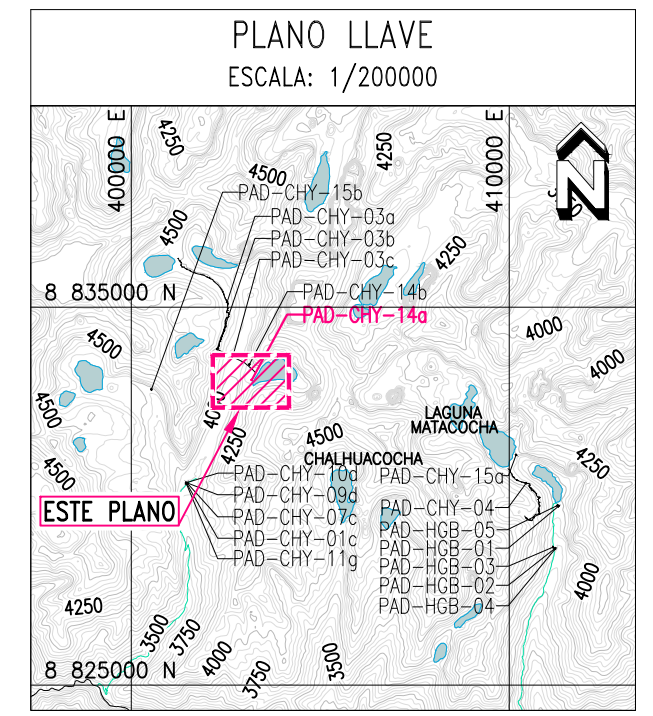 PLANO LLAVE
ESCALA: 1/200000
400000 E
4250
4500
4250
410000 E
N
PAD-CHY-15b
4500
PAD-CHY-03a
PAD-CHY-03b
PAD-CHY-03c
4250
8 835000 N
PAD-CHY-14b
PAD-CHY-14a
4000
4500
4000
4500
4250
4500
LAGUNA
MATACOCHA
CHALHUACOCHA
4500
4250
PAD-CHY-10d
PAD-CHY-09d
PAD-CHY-07c
PAD-CHY-01c
PAD-CHY-11g
PAD-CHY-15a
PAD-CHY-04
PAD-HGB-05
PAD-HGB-01
PAD-HGB-03
PAD-HGB-02
PAD-HGB-04
ESTE PLANO
4250
3500
3750
4000
3750
3500
4000
8 825000 N